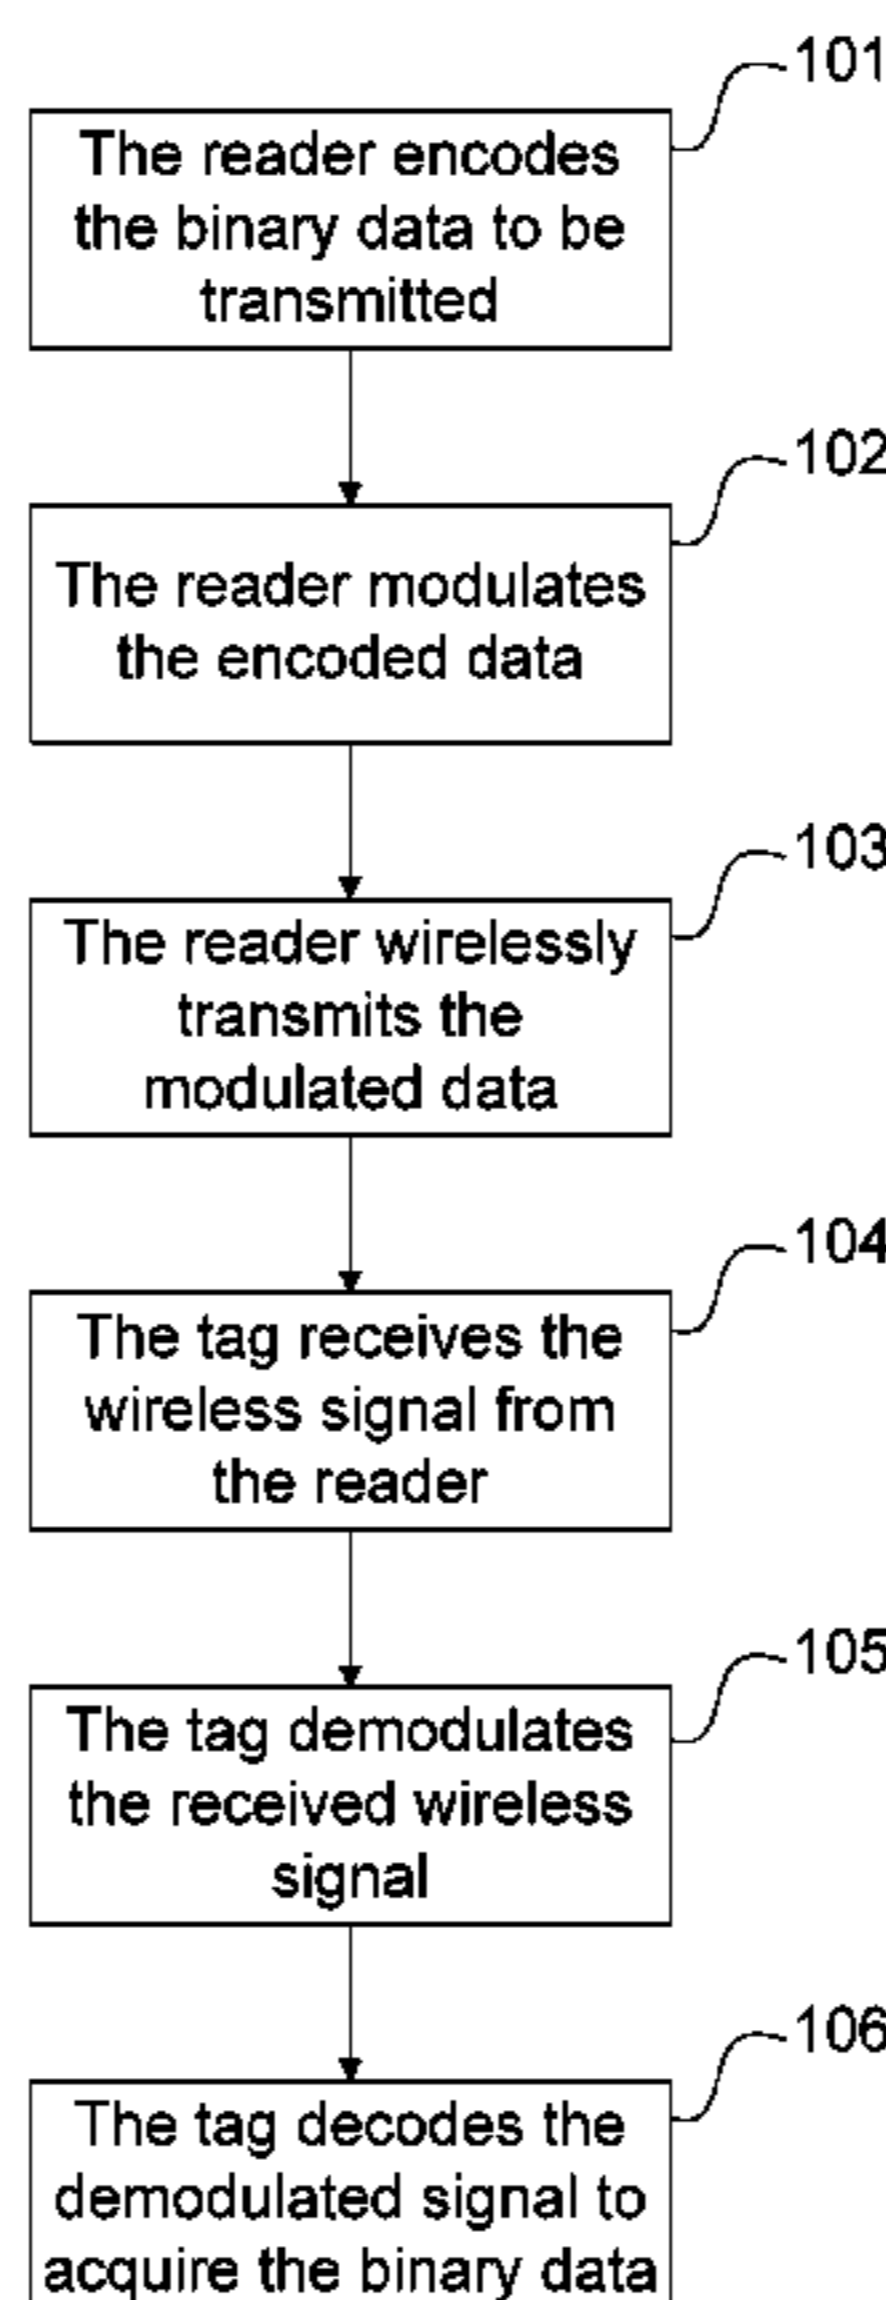 101
The reader encodes
the binary data to be
transmitted
102
The reader modulates
the encoded data
103
The reader wirelessly
transmits the
modulated data
104
The tag receives the
wireless signal from
the reader
105
The tag demodulates
the received wireless
signal
106
The tag decodes the
demodulated signal to
acquire the binary data